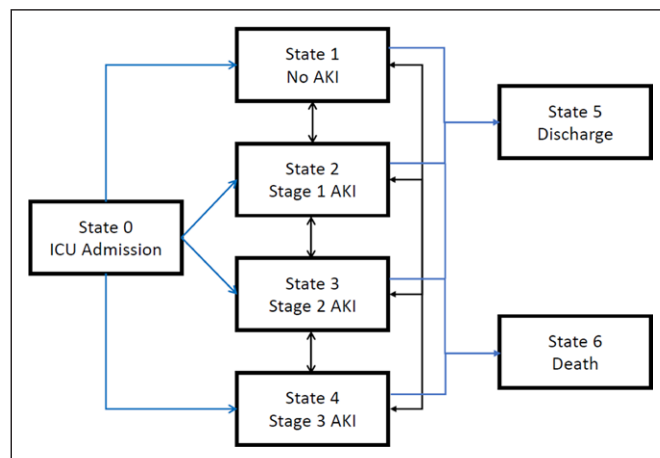 State 0
ICU Admission
State 1
No AKI
State 2
Stage 1 AKI
State 3
Stage 2 AKI
State 4
Stage 3 AKI
State 5
Discharge
State 6
Death